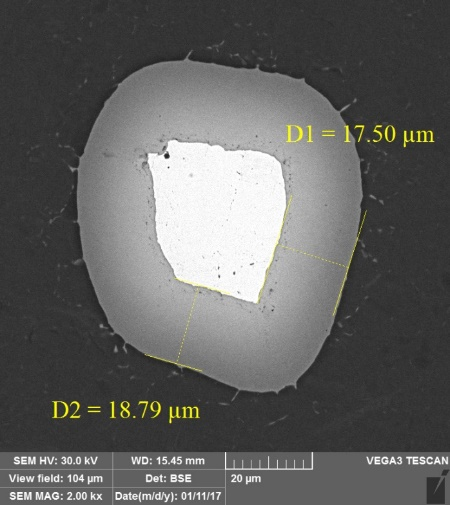 D1 = 17.50 µm
D2 = 18.79 µm
SEM HV: 30.0 kV WD: 15.45 mm VEGA3 TESCAN
View field: 104 µm Det: BSE 20 µm
SEM MAG: 2.00 kx Date(m/d/y): 01/11/17